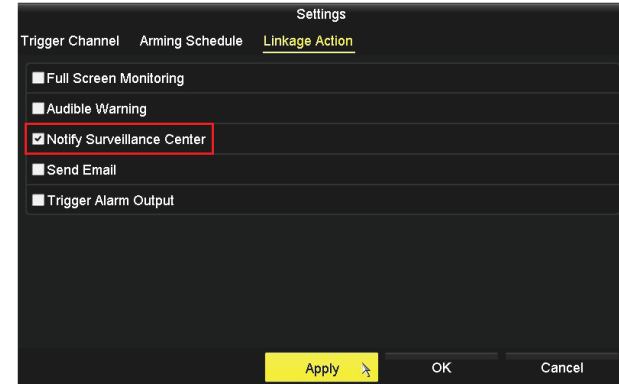 Settings
Trigger Channel Arming Schedule Linkage Action
Full Screen Monitoring
Audible Warning
Notify Surveillance Center
Send Email
Trigger Alarm Output
Apply OK Cancel